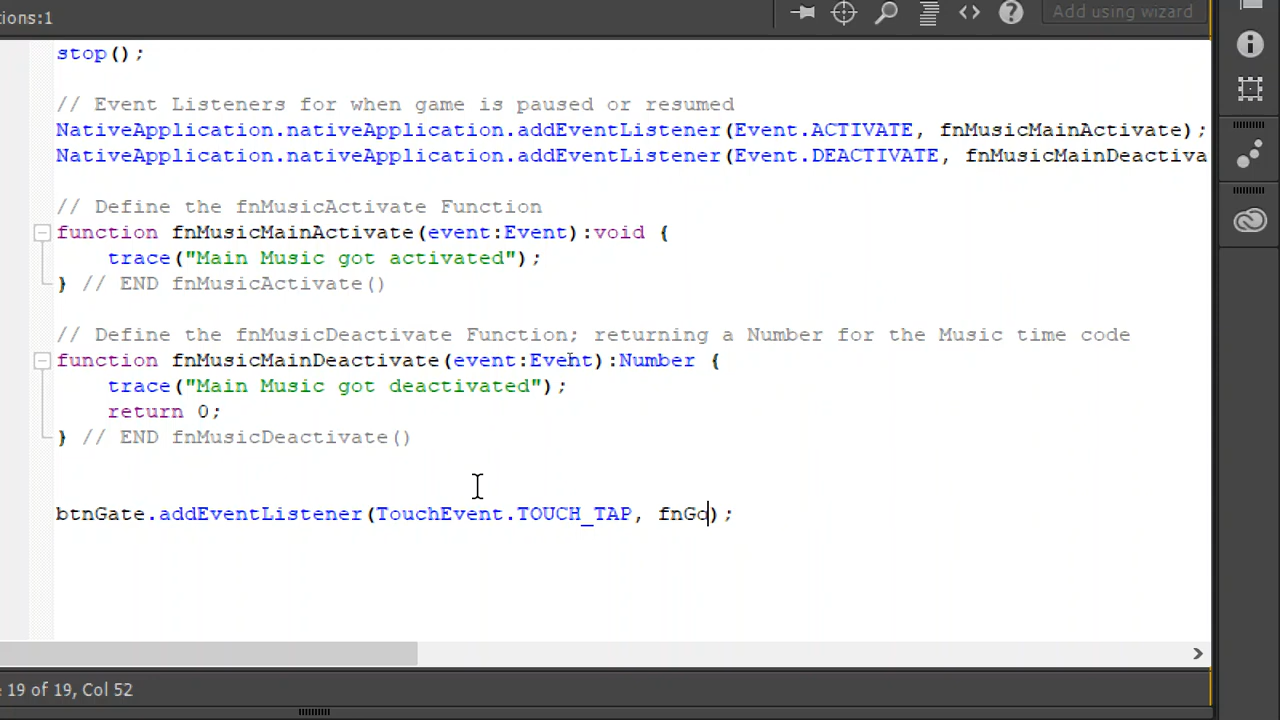 ions:1
Add using wizard
stop();
// Event Listeners for when game is paused or resumed
NativeApplication.nativeApplication.addEventListener(Event.ACTIVATE, fnMusicMainActivate);
NativeApplication.nativeApplication.addEventListener(Event.DEACTIVATE, fnMusicMainDeactiva
// Define the fnMusicActivate Function
function fnMusicMainActivate(event:Event):void {
trace("Main Music got activated");
} // END fnMusicActivate()
// Define the fnMusicDeactivate Function; returning a Number for the Music time code
function fnMusicMainDeactivate(event:Event):Number {
trace("Main Music got deactivated");
return 0;
} // END fnMusicDeactivate()
btnGate.addEventListener(TouchEvent.TOUCH_TAP, fnGo);
19 of 19, Col 52